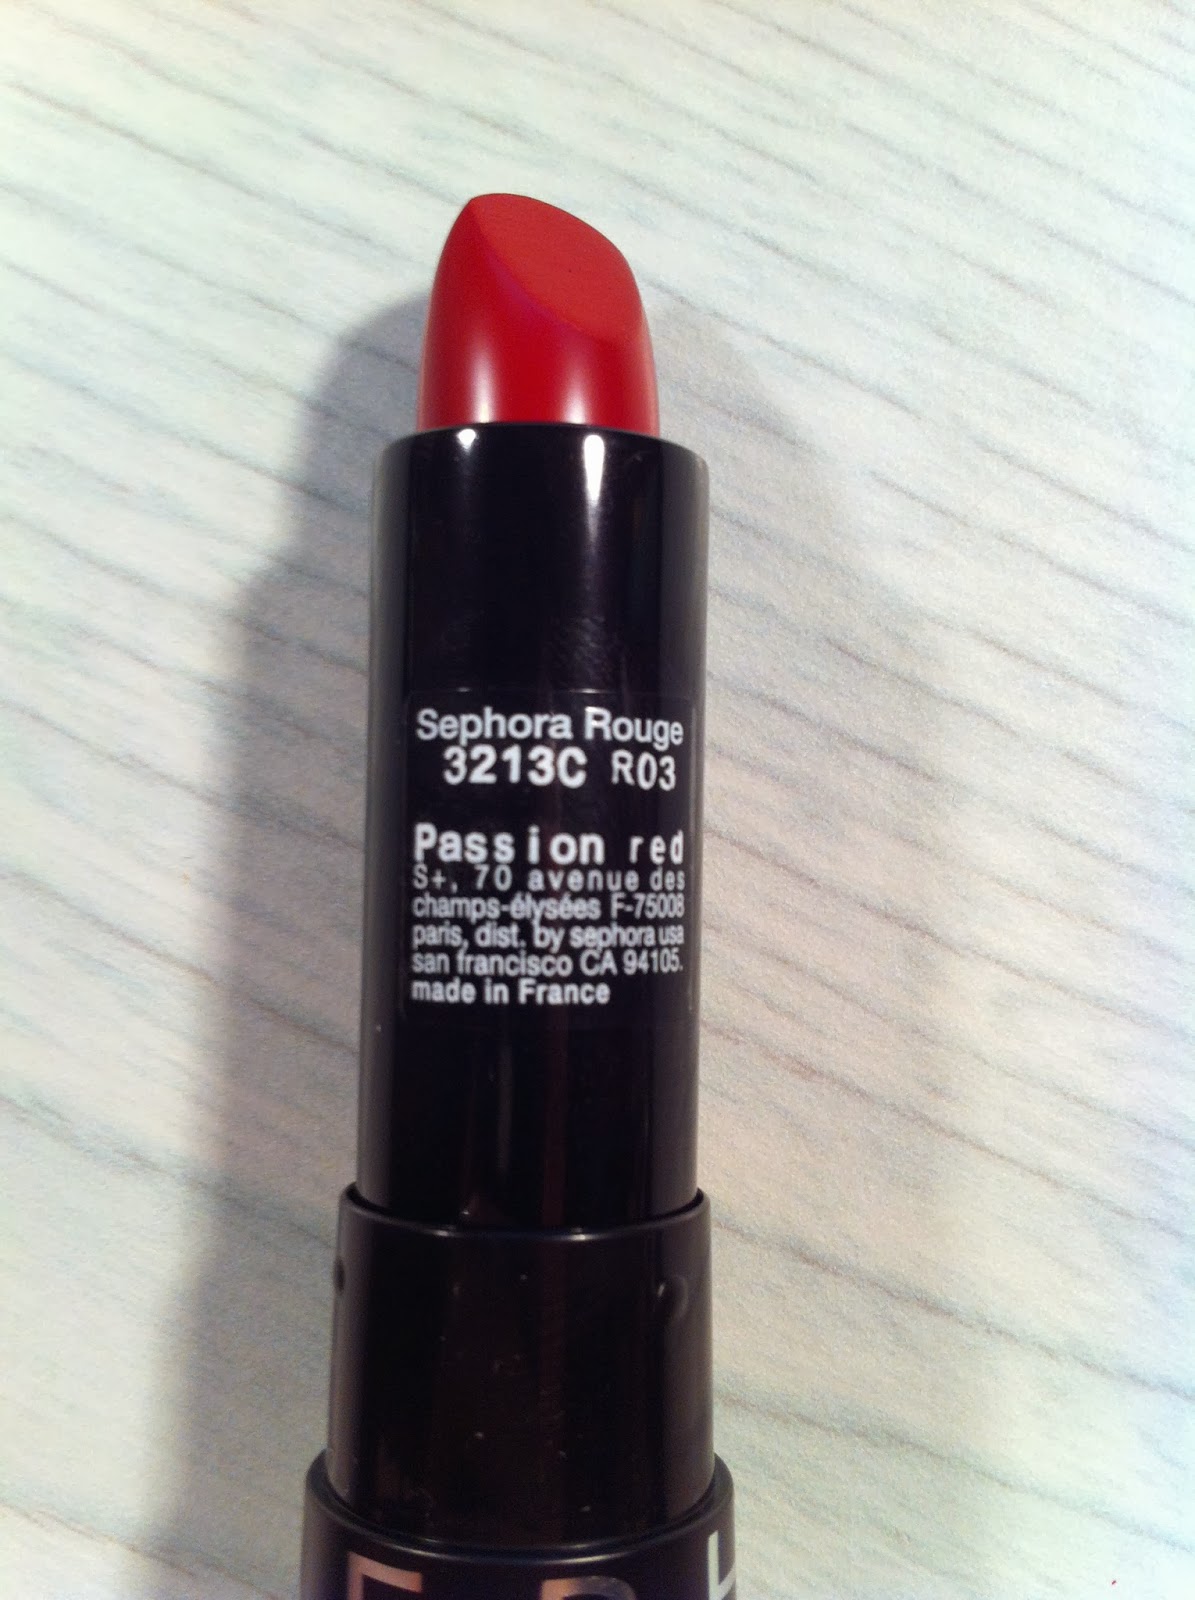 Sephora Rouge
3213C R03
Passion red
S+, 70 avenue des
champs-élysées F-75008
paris, dist. by sephora usa
san francisco CA 94105.
made in France